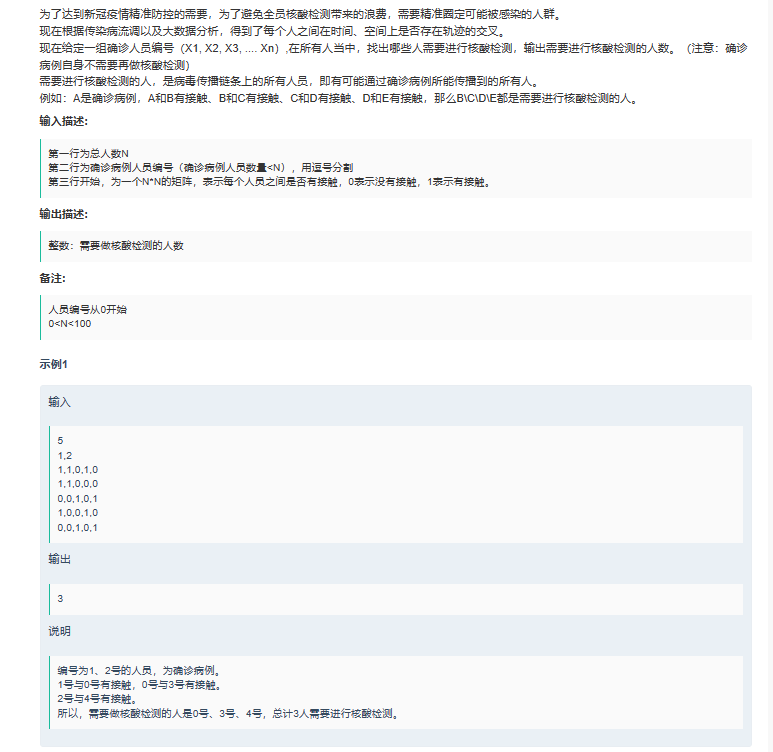 为了达到新冠疫情精准防控的需要，为了避免全员核酸检测带来的浪费，需要精准圈定可能被感染的人群。
现在根据传染病流调以及大数据分析，得到了每个人之间在时间、空间上是否存在轨迹的交叉。
现在给定一组确诊人员编号（X1, X2, X3, .... Xn）,在所有人当中，找出哪些人需要进行核酸检测，输出需要进行核酸检测的人数。（注意：确诊
病例自身不需要再做核酸检测）
需要进行核酸检测的人，是病毒传播链条上的所有人员，即有可能通过确诊病例所能传播到的所有人。
例如：A是确诊病例，A和B有接触、B和C有接触、C和D有接触、D和E有接触，那么B\C\D\E都是需要进行核酸检测的人。
输入描述:
第一行为总人数N
第二行为确诊病例人员编号（确诊病例人员数量<N），用逗号分割
第三行开始，为一个N*N的矩阵，表示每个人员之间是否有接触，0表示没有接触，1表示有接触。
输出描述:
整数：需要做核酸检测的人数
备注:
人员编号从0开始
0<N<100
示例1
输入
5
1,2
1,1,0,1,0
1,1,0,0,0
0,0,1,0,1
1,0,0,1,0
0,0,1,0,1
输出
3
说明
编号为1、2号的人员，为确诊病例。
1号与0号有接触，0号与3号有接触。
2号与4号有接触。
所以，需要做核酸检测的人是0号、3号、4号，总计3人需要进行核酸检测。